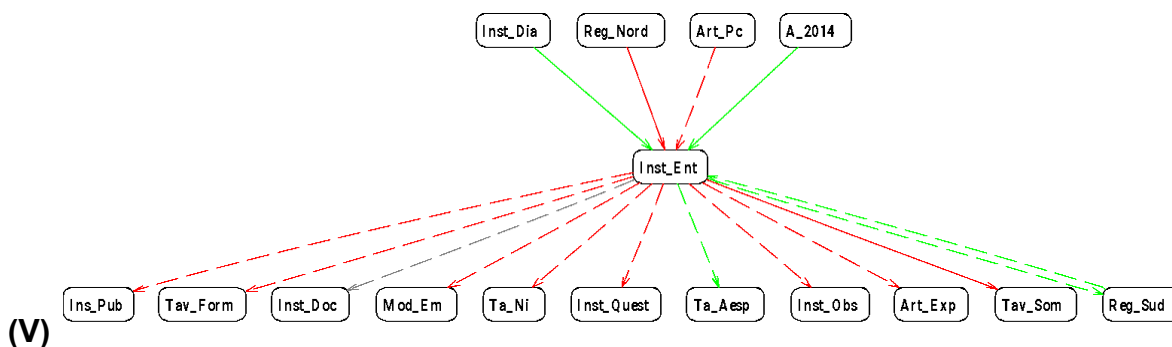 Inst_Dia Reg_Nord Art_Pc A_2014
Inst_Ent
Ins_Pub Tav_Form Inst_Doc Mod_Em Ta_Ni Inst_Quest Ta_Aesp Inst_Obs Art_Exp Tav_Som Reg_Sud
(V)